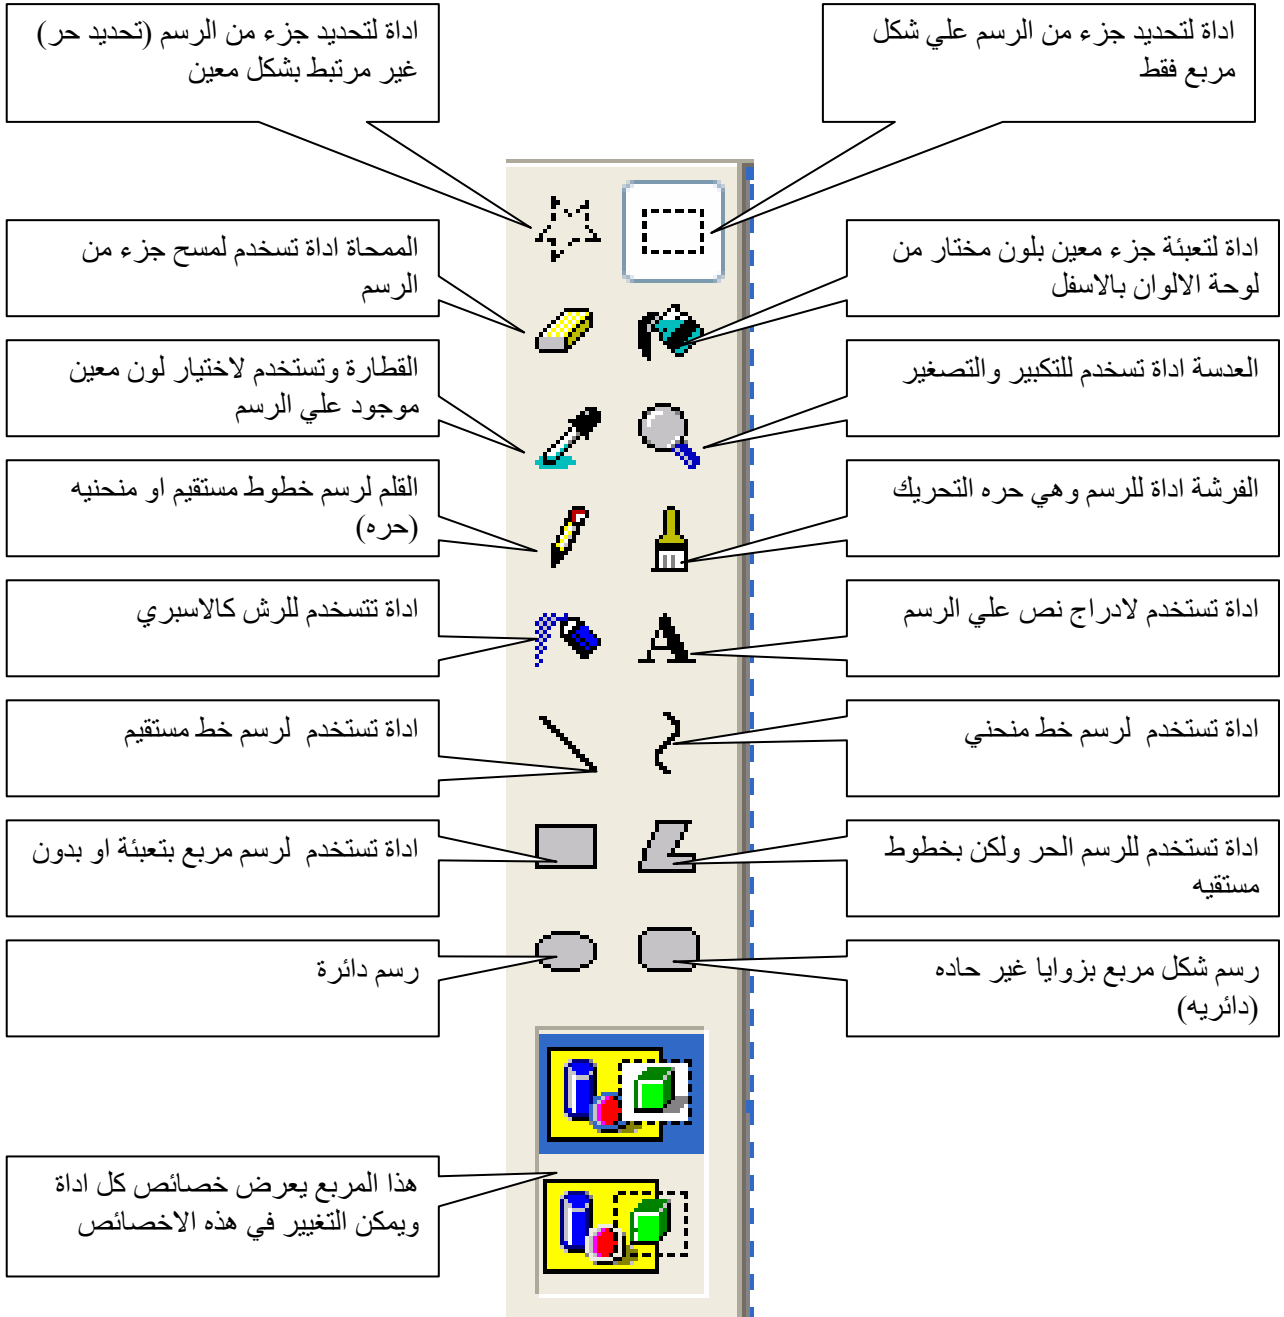 اداة لتحديد جزء من الرسم علي شكل
مربع فقط
اداة لتحديد جزء من الرسم (تحديد حر)
غير مرتبط بشكل معين
اداة لتعبئة جزء معين بلون مختار من
لوحة الالوان بالاسفل
الممحاة اداة تسخدم لمسح جزء من
الرسم
العدسة اداة تسخدم للتكبير والتصغير
القطارة وتستخدم لاختيار لون معين
موجود علي الرسم
الفرشة اداة للرسم وهي حره التحريك
القلم لرسم خطوط مستقيم او منحنيه
(حره)
اداة تستخدم لادراج نص علي الرسم
اداة تتسخدم للرش كالاسبري
اداة تستخدم لرسم خط منحني
اداة تستخدم لرسم خط مستقيم
اداة تستخدم للرسم الحر ولكن بخطوط
مستقيه
اداة تستخدم لرسم مربع بتعبئة او بدون
رسم شكل مربع بزوايا غير حاده
(دائريه)
رسم دائرة
هذا المربع يعرض خصائص كل اداة
ويمكن التغيير في هذه الاخصائص